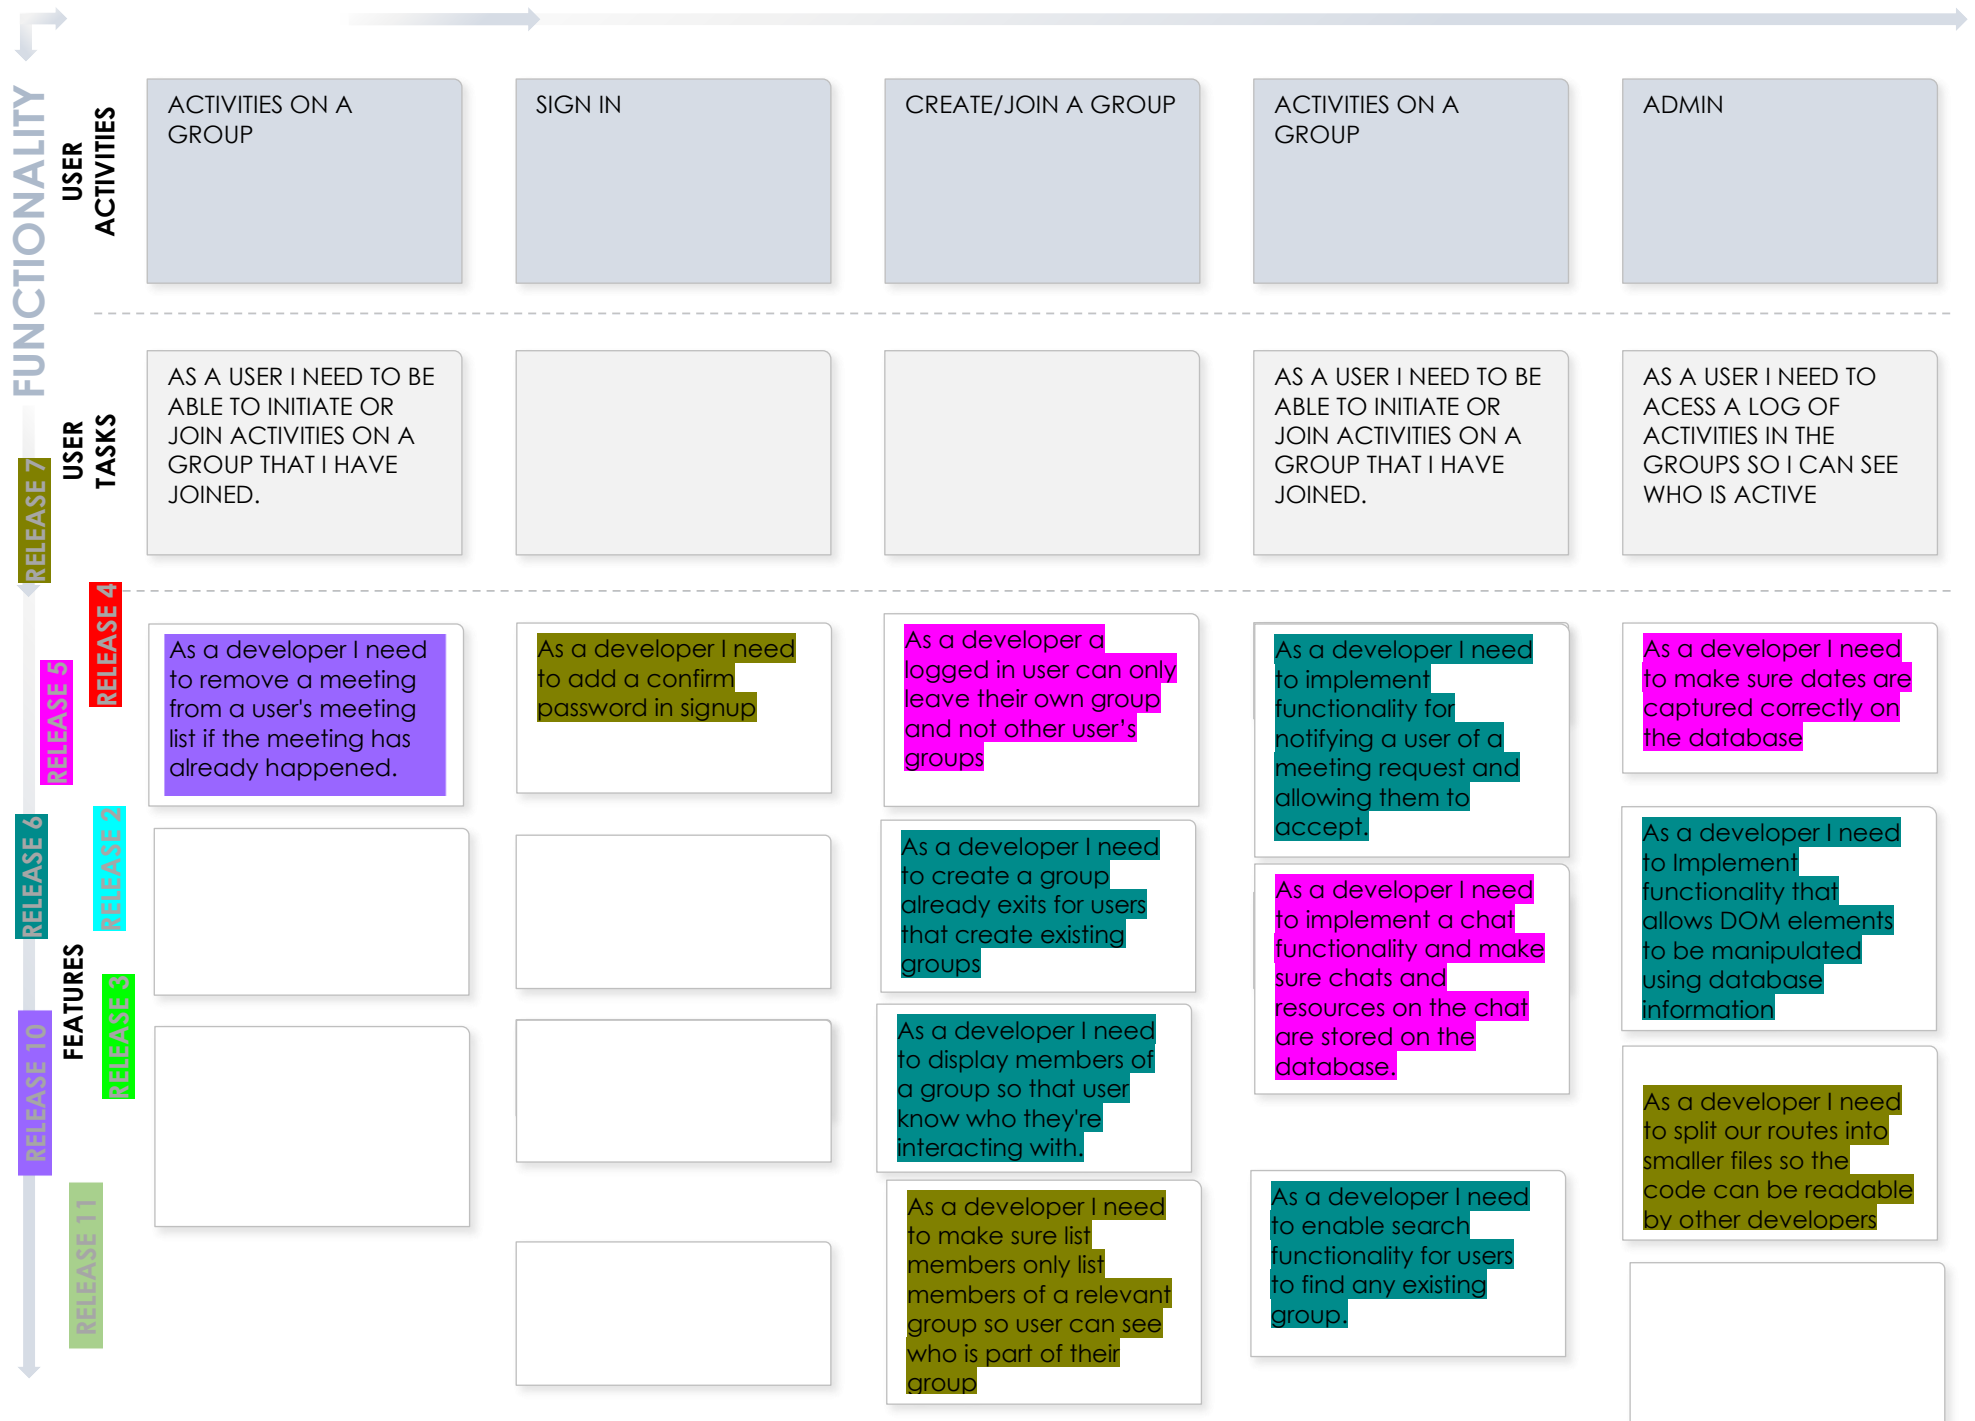 FUNCTIONALITY
USER
ACTIVITIES
ACTIVITIES ON A
GROUP
SIGN IN
CREATE/JOIN A GROUP
ACTIVITIES ON A
GROUP
ADMIN
USER
TASKS
AS A USER I NEED TO BE
ABLE TO INITIATE OR
JOIN ACTIVITIES ON A
GROUP THAT I HAVE
JOINED.
AS A USER I NEED TO BE
ABLE TO INITIATE OR
JOIN ACTIVITIES ON A
GROUP THAT I HAVE
JOINED.
AS A USER I NEED TO
ACESS A LOG OF
ACTIVITIES IN THE
GROUPS SO I CAN SEE
WHO IS ACTIVE
RELEASE 7
RELEASE 4
RELEASE 5
RELEASE 6
RELEASE 2
FEATURES
RELEASE 3
RELEASE 10
RELEASE 11
As a developer I need
to remove a meeting
from a user's meeting
list if the meeting has
already happened.
As a developer I need
to add a confirm
password in signup
As a developer a
logged in user can only
leave their own group
and not other user’s
groups
As a developer I need
to create a group
already exits for users
that create existing
groups
As a developer I need
to display members of
a group so that user
know who they're
interacting with.
As a developer I need
to make sure list
members only list
members of a relevant
group so user can see
who is part of their
group
As a developer I need
to implement
functionality for
notifying a user of a
meeting request and
allowing them to
accept.
As a developer I need
to implement a chat
functionality and make
sure chats and
resources on the chat
are stored on the
database.
As a developer I need
to enable search
functionality for users
to find any existing
group.
As a developer I need
to make sure dates are
captured correctly on
the database
As a developer I need
to Implement
functionality that
allows DOM elements
to be manipulated
using database
information
As a developer I need
to split our routes into
smaller files so the
code can be readable
by other developers